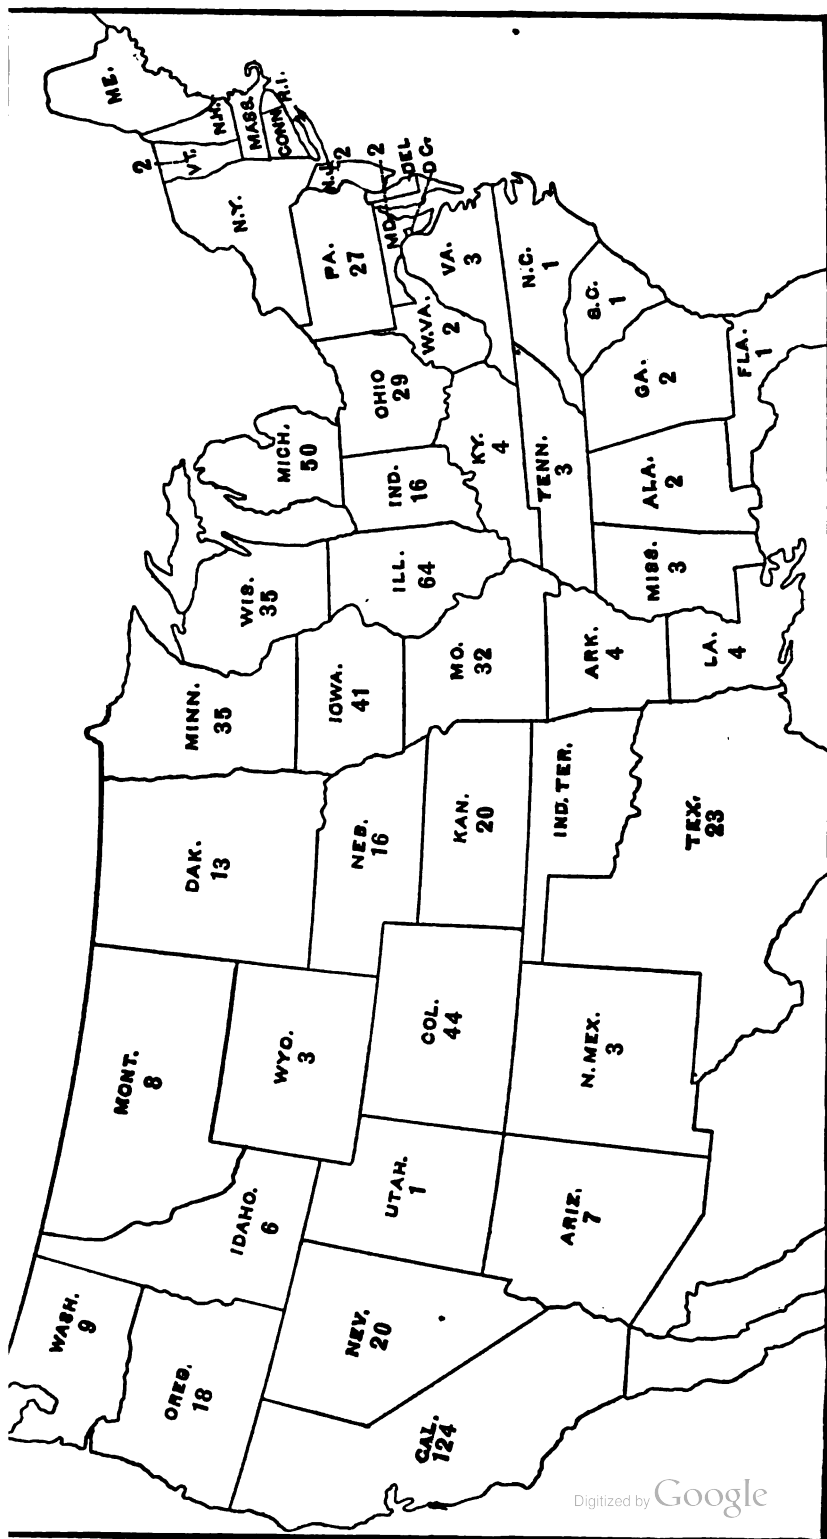 ME.
N.H.
VT.
2
MASS.
R.I.
CONN.
N.Y.
N.J.
2
PA.
27
MD.
2
DEL
D.C.
VA.
3
W.VA.
2
N.C.
1
S.C.
1
GA.
2
FLA.
1
OHIO
29
MICH.
50
IND.
16
KY.
4
TENN.
3
ALA.
2
MISS.
3
WIS.
35
ILL.
64
MINN.
35
IOWA.
41
MO.
32
ARK.
4
LA.
4
DAK.
13
NEB.
16
KAN.
20
IND. TER.
TEX.
23
MONT.
8
WYO.
3
COL.
44
N. MEX.
3
IDAHO.
6
UTAH.
1
ARIZ.
7
WASH.
9
OREG.
18
NEV.
20
CAL.
124
Digitized by Google